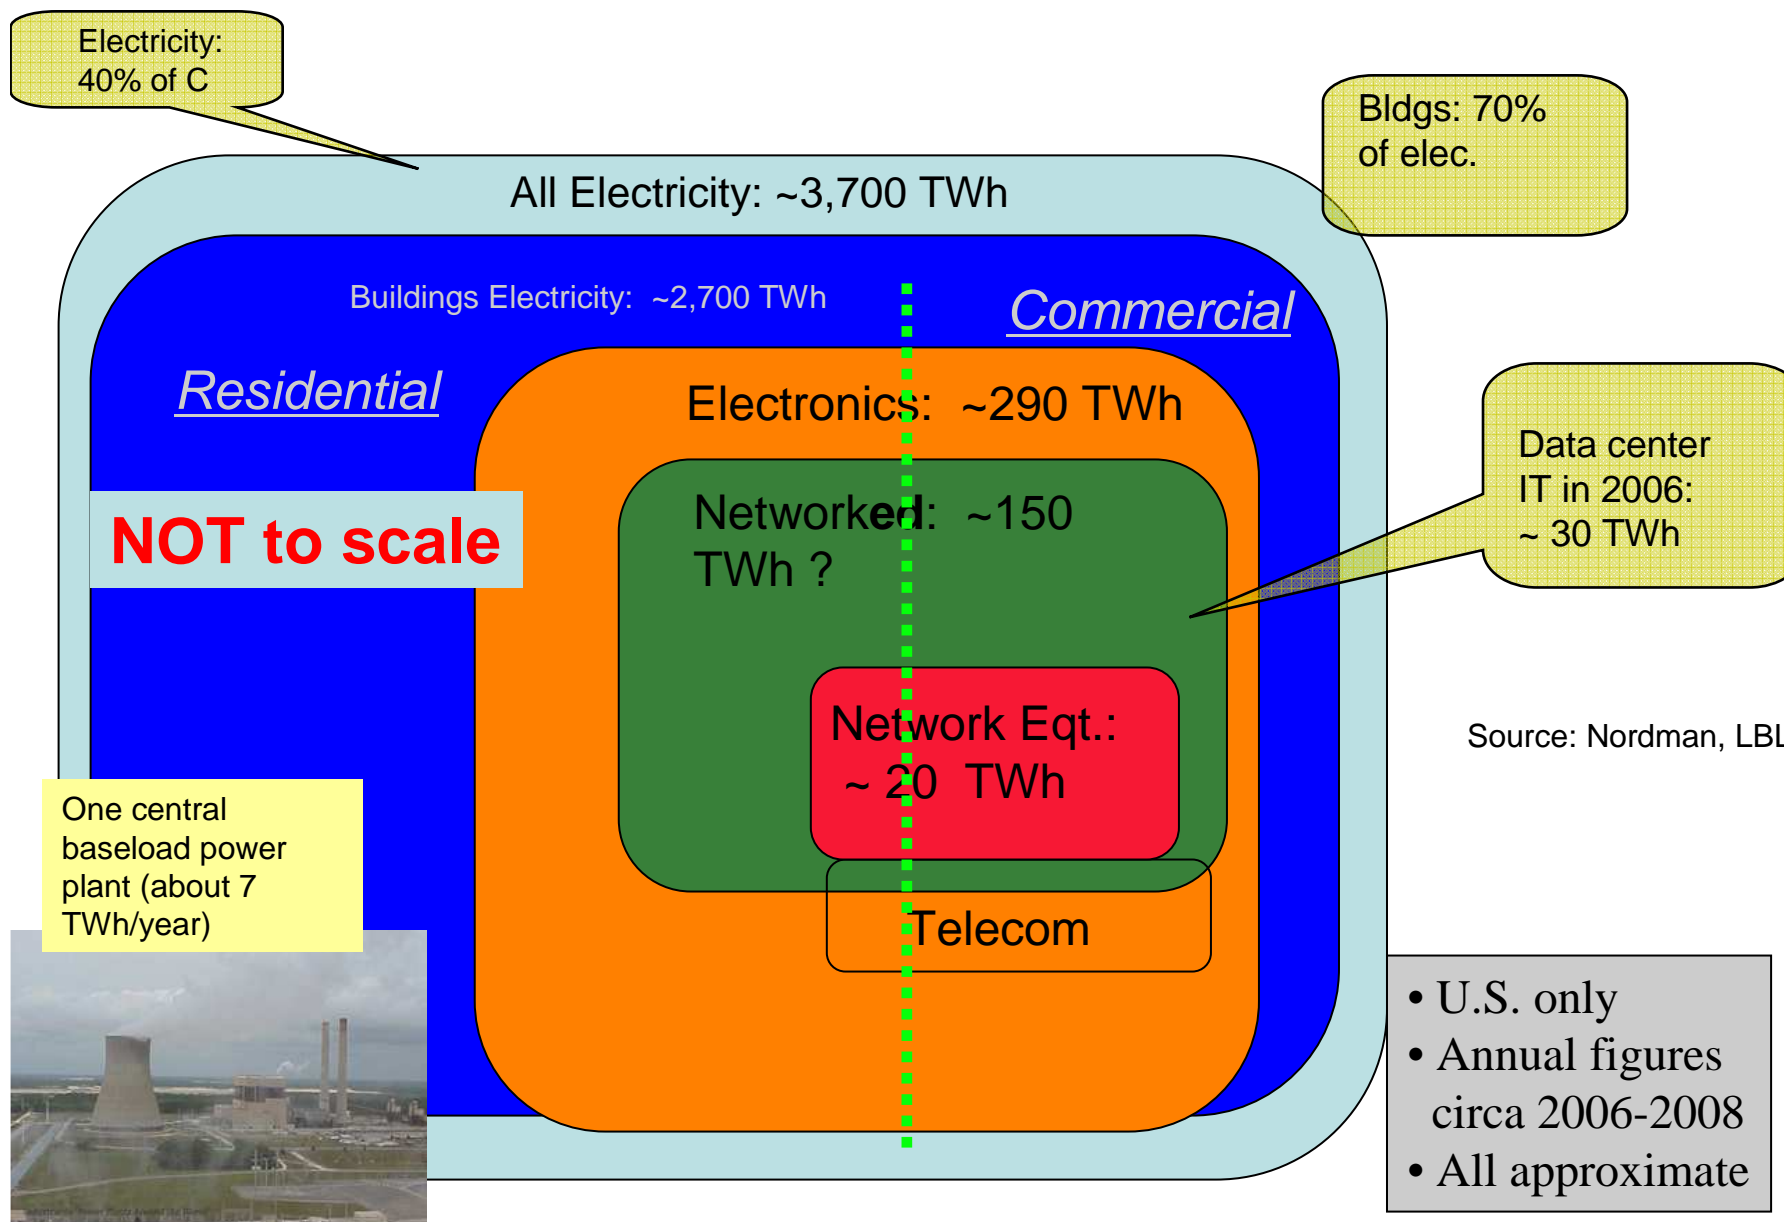 Electricity:
40% of C
Bldgs: 70%
of elec.
All Electricity: ~3,700 TWh
Buildings Electricity: ~2,700 TWh
Commercial
Residential
Electronics: ~290 TWh
Data center
IT in 2006:
~ 30 TWh
NOT to scale
Networked: ~150
TWh ?
Network Eqt.:
~ 20 TWh
Source: Nordman, LBL
One central
baseload power
plant (about 7
TWh/year)
Telecom
• U.S. only
• Annual figures
circa 2006-2008
• All approximate